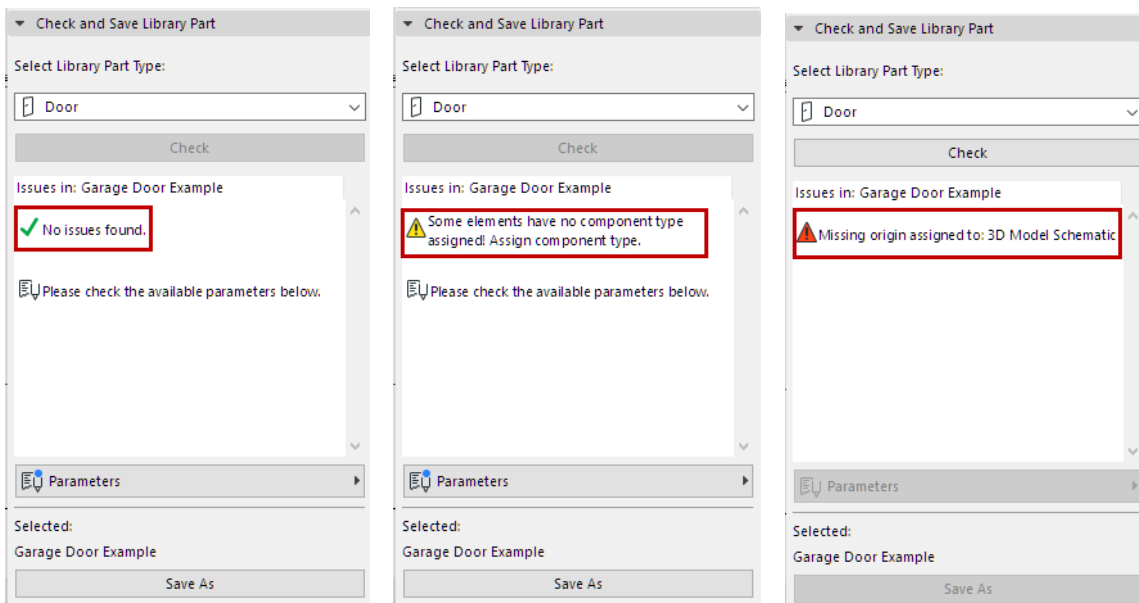 Check and Save Library Part
Select Library Part Type:
Door
Check
Issues in: Garage Door Example
No issues found.
Please check the available parameters below.
Parameters
Selected:
Garage Door Example
Save As
Check and Save Library Part
Select Library Part Type:
Door
Check
Issues in: Garage Door Example
Some elements have no component type
assigned! Assign component type.
Please check the available parameters below.
Parameters
Selected:
Garage Door Example
Save As
Check and Save Library Part
Select Library Part Type:
Door
Check
Issues in: Garage Door Example
Missing origin assigned to: 3D Model Schematic
Parameters
Selected:
Garage Door Example
Save As